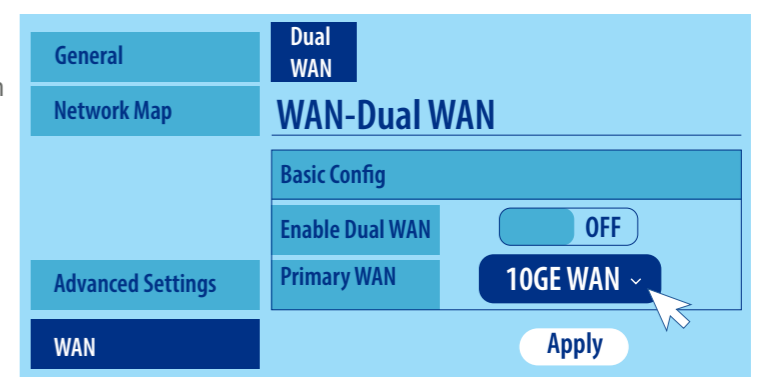 General
Network Map
Advanced Settings
WAN
Dual
WAN
WAN-Dual WAN
Basic Config
Enable Dual WAN OFF
Primary WAN 10GE WAN
Apply